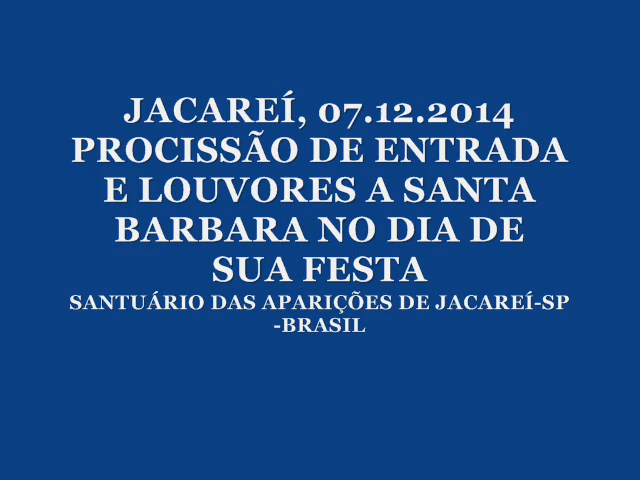 JACAREÍ, 07.12.2014
PROCISSÃO DE ENTRADA
E LOUVORES A SANTA
BARBARA NO DIA DE
SUA FESTA
SANTUÁRIO DAS APARIÇÕES DE JACAREÍ-SP
-BRASIL